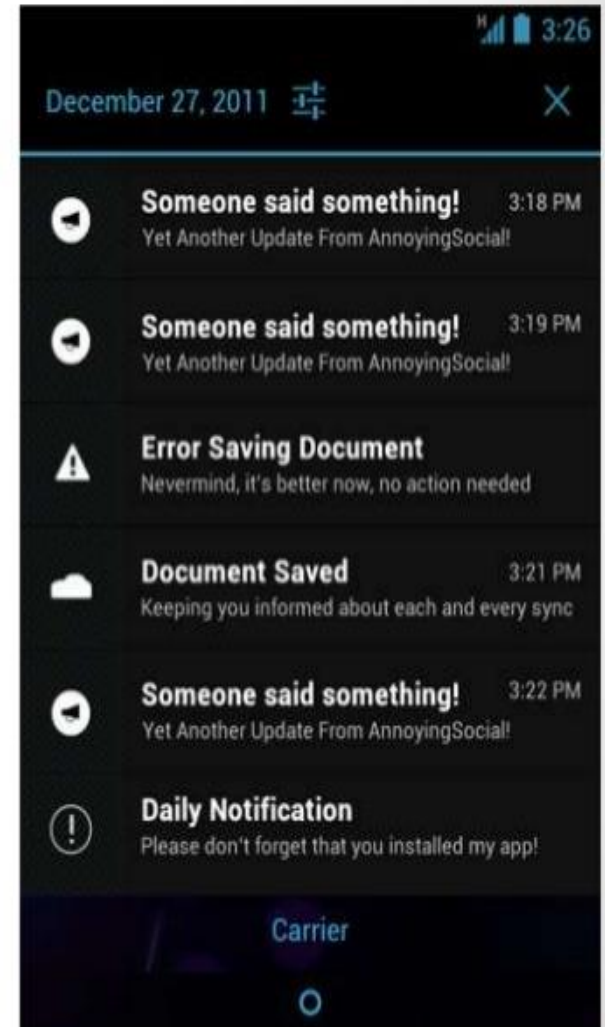 H 3:26
December 27, 2011
Someone said something! 3:18 PM
Yet Another Update From AnnoyingSocial!
Someone said something! 3:19 PM
Yet Another Update From AnnoyingSocial!
Error Saving Document
Nevermind, it's better now, no action needed
Document Saved 3:21 PM
Keeping you informed about each and every sync
Someone said something! 3:22 PM
Yet Another Update From AnnoyingSocial!
Daily Notification
Please don't forget that you installed my app!
Carrier